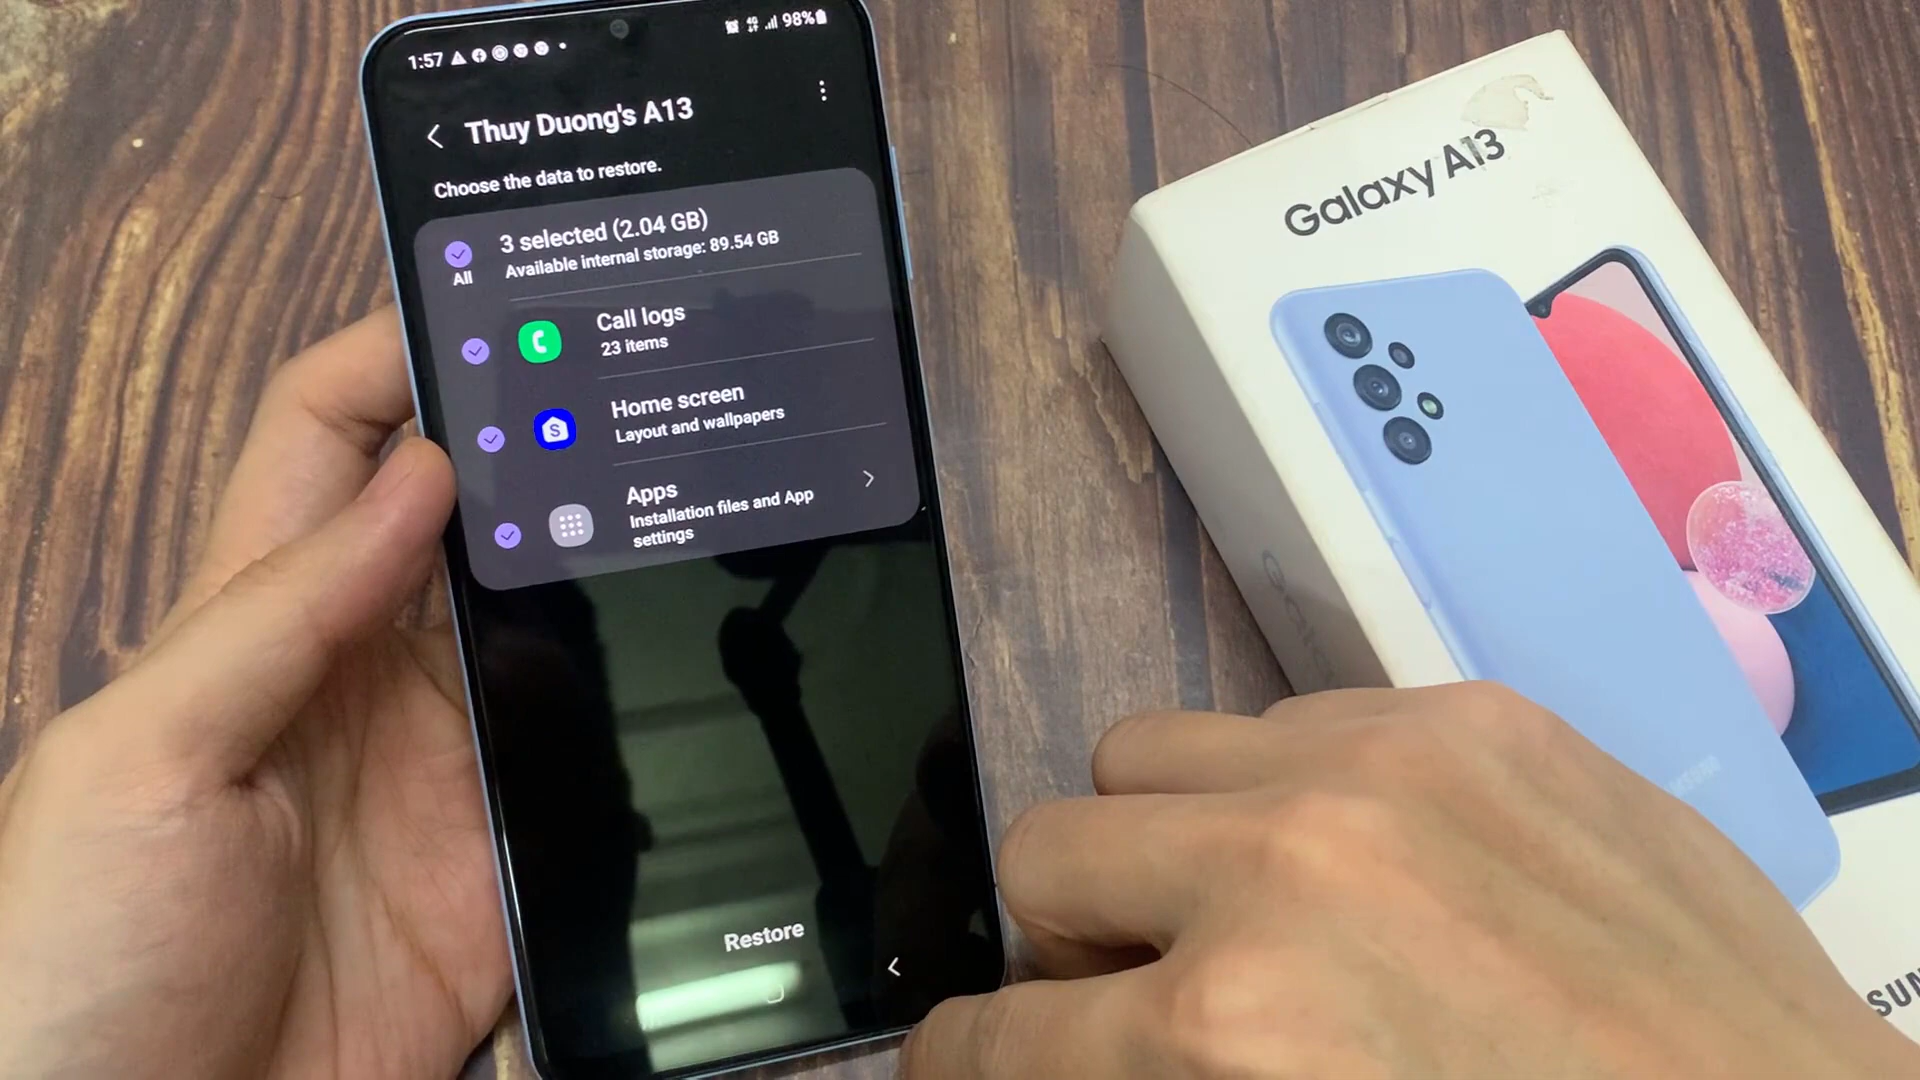 1:57
4G
98%
Thuy Duong's A13
Choose the data to restore.
3 selected (2.04 GB)
Available internal storage: 89.54 GB
All
Call logs
23 items
S
Home screen
Layout and wallpapers
Apps
Installation files and App
settings
Restore
Galaxy A13
SAMSUNG